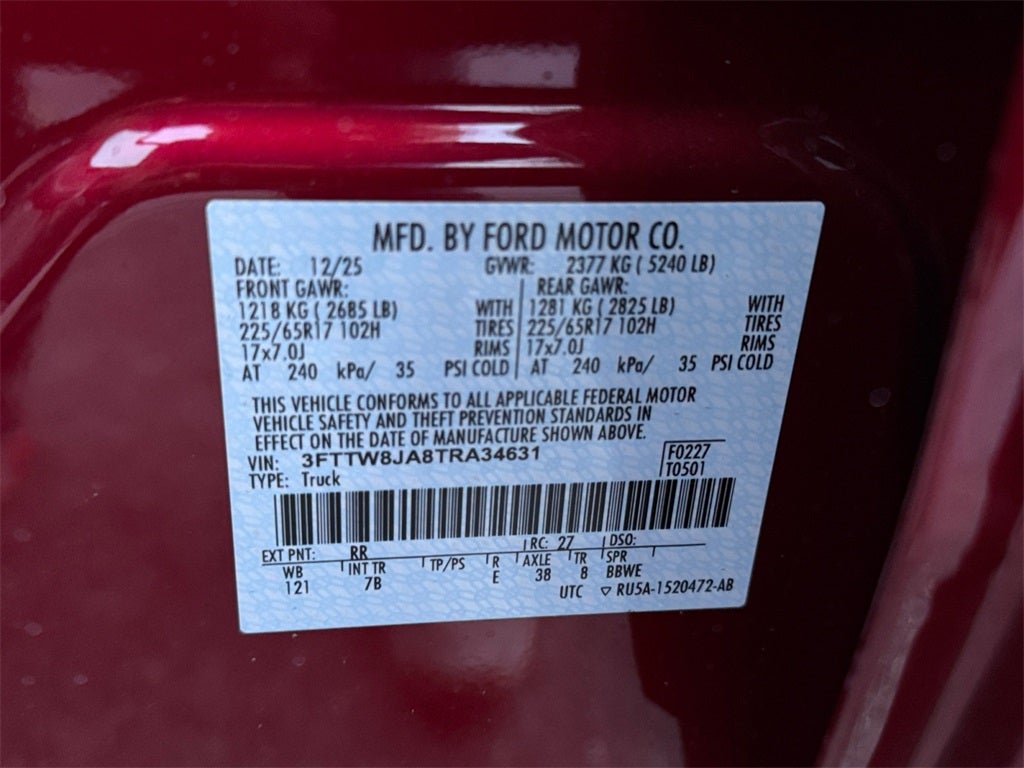 MFD. BY FORD MOTOR CO.
DATE: 12/25 GVWR: 2377 KG ( 5240 LB)
FRONT GAWR: REAR GAWR:
1218 KG ( 2685 LB) WITH 1281 KG ( 2825 LB) WITH
225/65R17 102H TIRES 225/65R17 102H TIRES
17x7.0J RIMS 17x7.0J RIMS
AT 240 kPa/ 35 PSI COLD AT 240 kPa/ 35 PSI COLD
THIS VEHICLE CONFORMS TO ALL APPLICABLE FEDERAL MOTOR
VEHICLE SAFETY AND THEFT PREVENTION STANDARDS IN
EFFECT ON THE DATE OF MANUFACTURE SHOWN ABOVE.
VIN: 3FTTW8JA8TRA34631 F0227
TYPE: Truck T0501
EXT PNT: RR RC: 27 DSO:
WB INT TR TP/PS R AXLE TR SPR
121 7B E 38 8 BBWE
UTC ▽ RU5A-1520472-AB